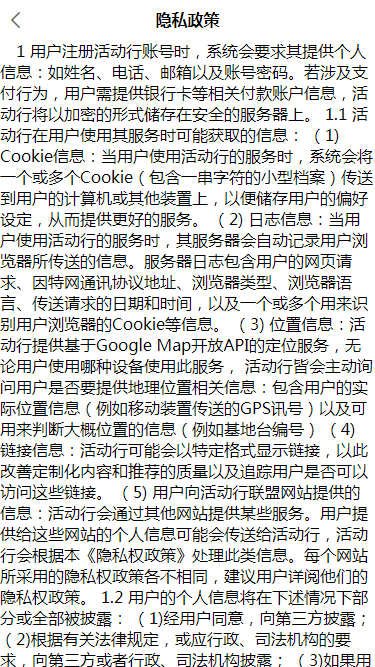 隐私政策
1 用户注册活动行账号时，系统会要求其提供个人
信息：如姓名、电话、邮箱以及账号密码。若涉及支
付行为，用户需提供银行卡等相关付款账户信息，活
动行将以加密的形式储存在安全的服务器上。 1.1 活
动行在用户使用其服务时可能获取的信息： （1)
Cookie信息：当用户使用活动行的服务时，系统会将
一个或多个Cookie（包含一串字符的小型档案）传送
到用户的计算机或其他装置上，以便储存用户的偏好
设定，从而提供更好的服务。 （2) 日志信息：当用
户使用活动行的服务时，其服务器会自动记录用户浏
览器所传送的信息。服务器日志包含用户的网页请
求、因特网通讯协议地址、浏览器类型、浏览器语
言、传送请求的日期和时间，以及一个或多个用来识
别用户浏览器的Cookie等信息。 （3) 位置信息：活
动行提供基于Google Map开放API的定位服务，无
论用户使用哪种设备使用此服务， 活动行皆会主动询
问用户是否要提供地理位置相关信息：包含用户的实
际位置信息（例如移动装置传送的GPS讯号）以及可
用来判断大概位置的信息（例如基地台编号） （4)
链接信息：活动行可能会以特定格式显示链接，以此
改善定制化内容和推荐的质量以及追踪用户是否可以
访问这些链接。 （5) 用户向活动行联盟网站提供的
信息：活动行会通过其他网站提供某些服务。用户提
供给这些网站的个人信息可能会传送给活动行，活动
行会根据本《隐私权政策》处理此类信息。每个网站
所采用的隐私权政策各不相同，建议用户详阅他们的
隐私权政策。 1.2 用户的个人信息将在下述情况下部
分或全部被披露： （1)经用户同意，向第三方披露；
（2)根据有关法律规定，或应行政、司法机构的要
求，向第三方或者行政、司法机构披露； （3)如果用